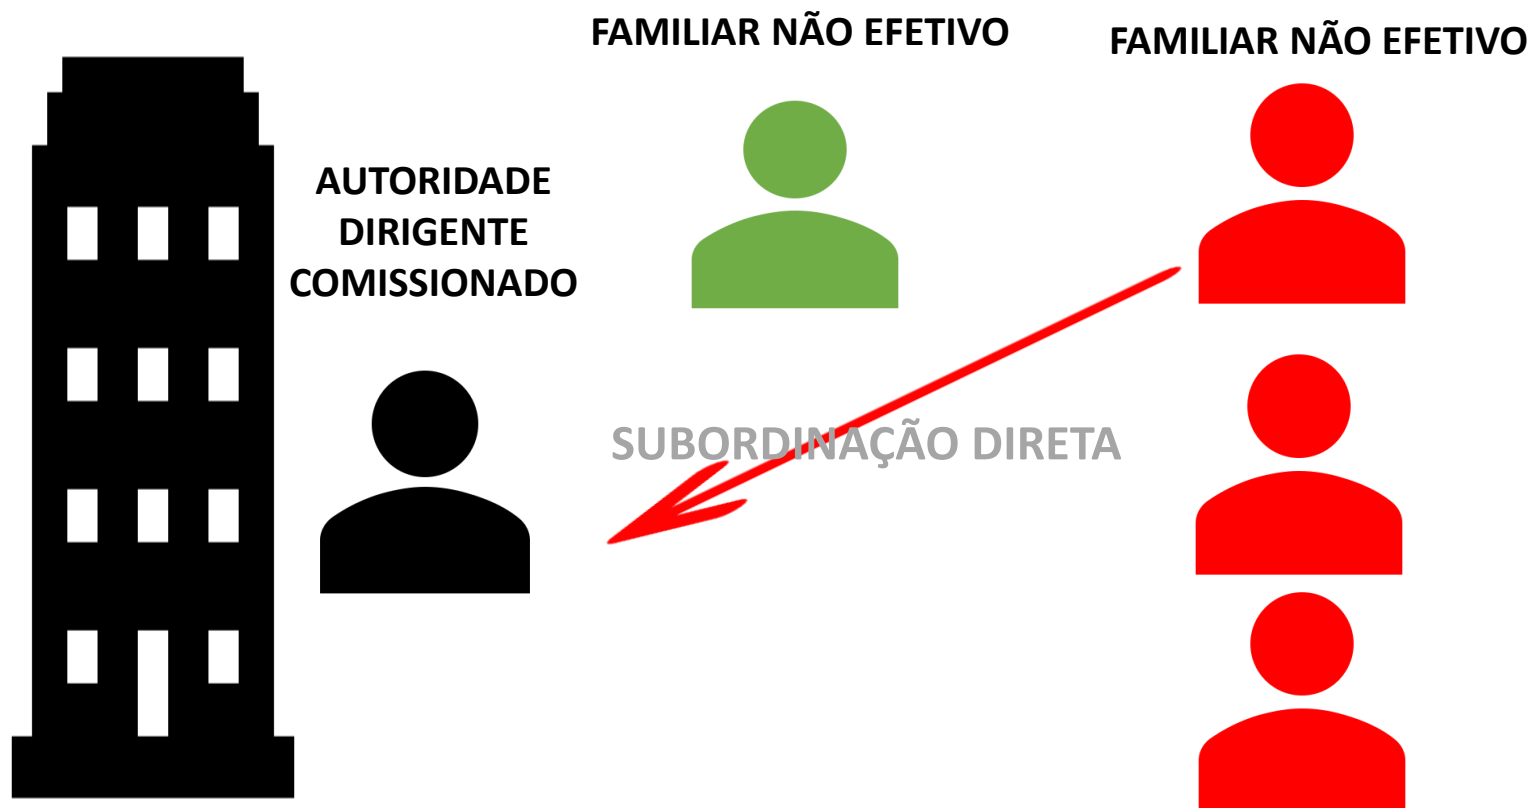 FAMILIAR NÃO EFETIVO
FAMILIAR NÃO EFETIVO
AUTORIDADE
DIRIGENTE
COMISSIONADO
SUBORDINAÇÃO DIRETA